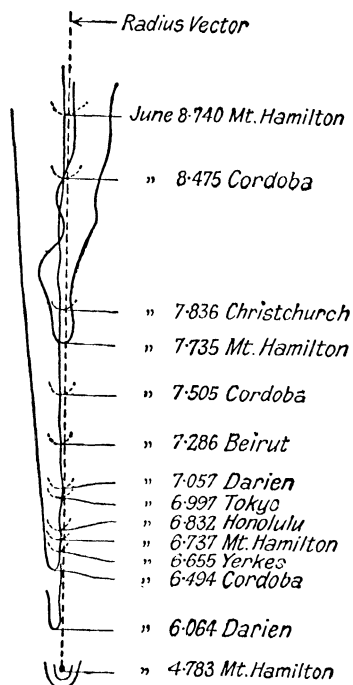 Radius Vector
June 8·740 Mt. Hamilton
„ 8·475 Cordoba
„ 7·836 Christchurch
„ 7·735 Mt. Hamilton
„ 7·505 Cordoba
„ 7·286 Beirut
„ 7·057 Darien
„ 6·997 Tokyo
„ 6·832 Honolulu
„ 6·737 Mt. Hamilton
„ 6·655 Yerkes
„ 6·494 Cordoba
„ 6·064 Darien
„ 4·783 Mt. Hamilton